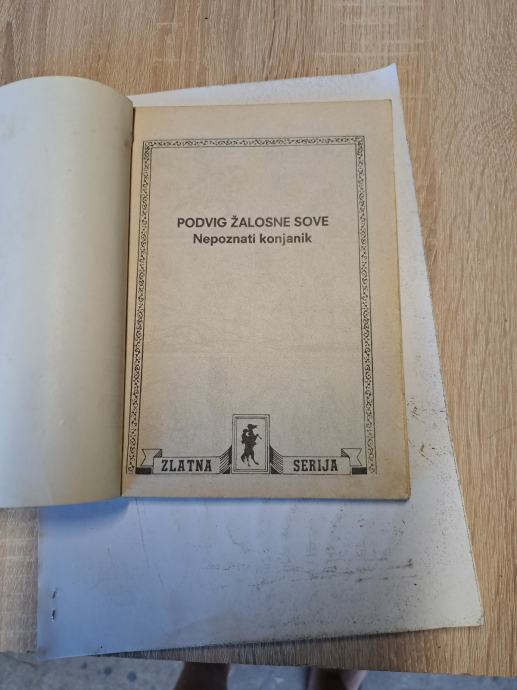 PODVIG ŽALOSNE SOVE
Nepoznati konjanik
ZLATNA SERIJA